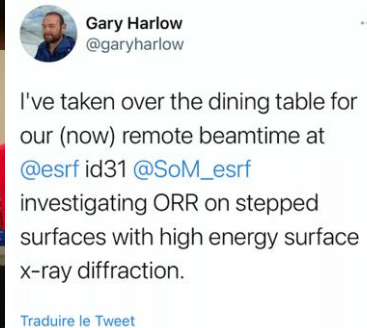 Gary Harlow
@garyharlow
I've taken over the dining table for
our (now) remote beamtime at
@esrf id31 @SoM_esrf
investigating ORR on stepped
surfaces with high energy surface
x-ray diffraction.
Traduire le Tweet